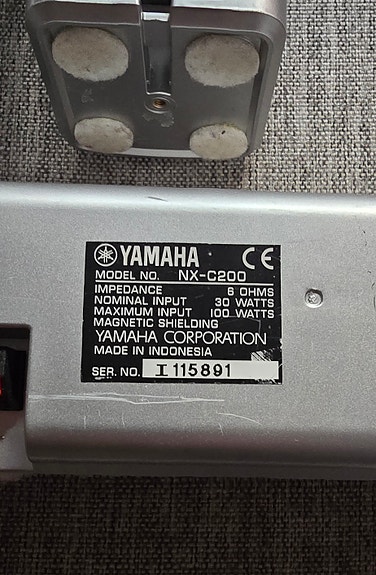 YAMAHA CE
MODEL NO. NX-C200
IMPEDANCE 6 OHMS
NOMINAL INPUT 30 WATTS
MAXIMUM INPUT 100 WATTS
MAGNETIC SHIELDING
YAMAHA CORPORATION
MADE IN INDONESIA
SER. NO. I 115891